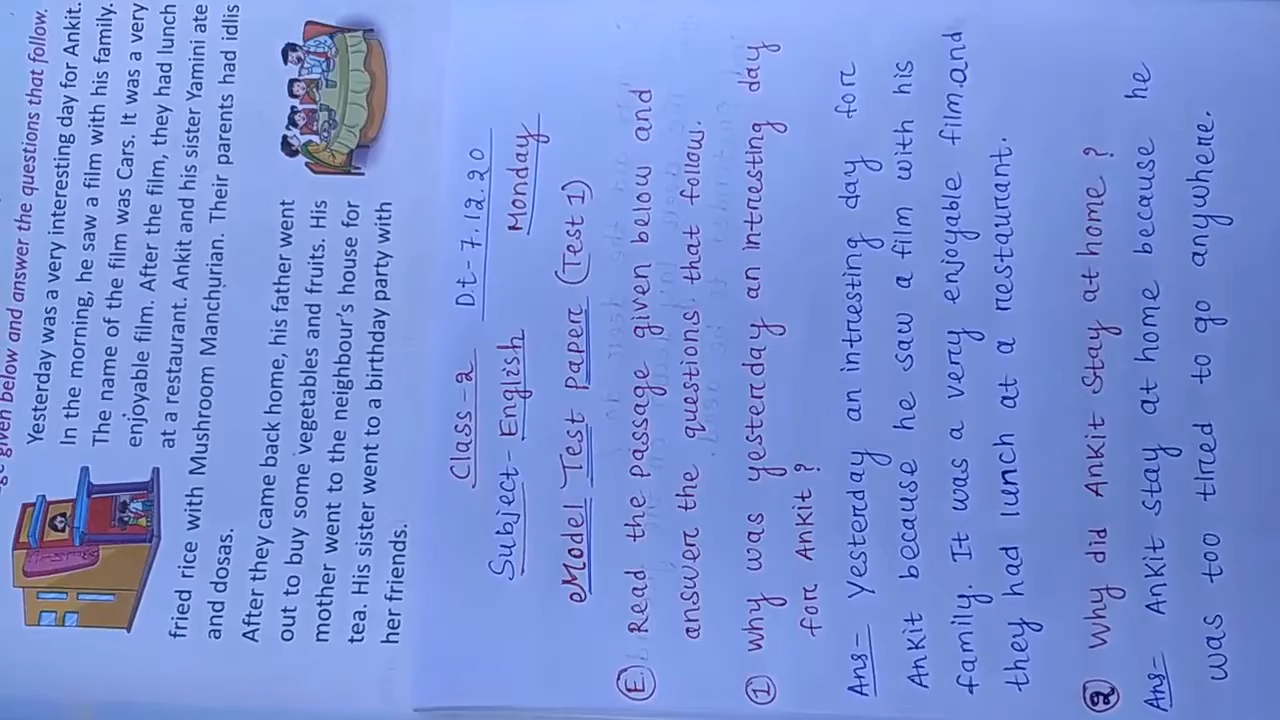 given below and answer the questions that follow.
Yesterday was a very interesting day for Ankit.
In the morning, he saw a film with his family.
The name of the film was Cars. It was a very
enjoyable film. After the film, they had lunch
at a restaurant. Ankit and his sister Yamini ate
fried rice with Mushroom Manchurian. Their parents had idlis
and dosas.
After they came back home, his father went
out to buy some vegetables and fruits. His
mother went to the neighbour's house for
tea. His sister went to a birthday party with
her friends.
Class-2 D.t-7.12.20
Subject- English Monday
Model Test Paper (Test 1)
(E) Read the Passage given below and
answer the questions that follow.
(1) why was yesterday an intresting day
for Ankit ?
Ans= Yesterday an intresting day for
Ankit because he saw a film with his
family. It was a very enjoyable film.and
they had lunch at a restaurant.
(2) Why did Ankit Stay at home ?
Ans= Ankit stay at home because he
was too tired to go anywhere.